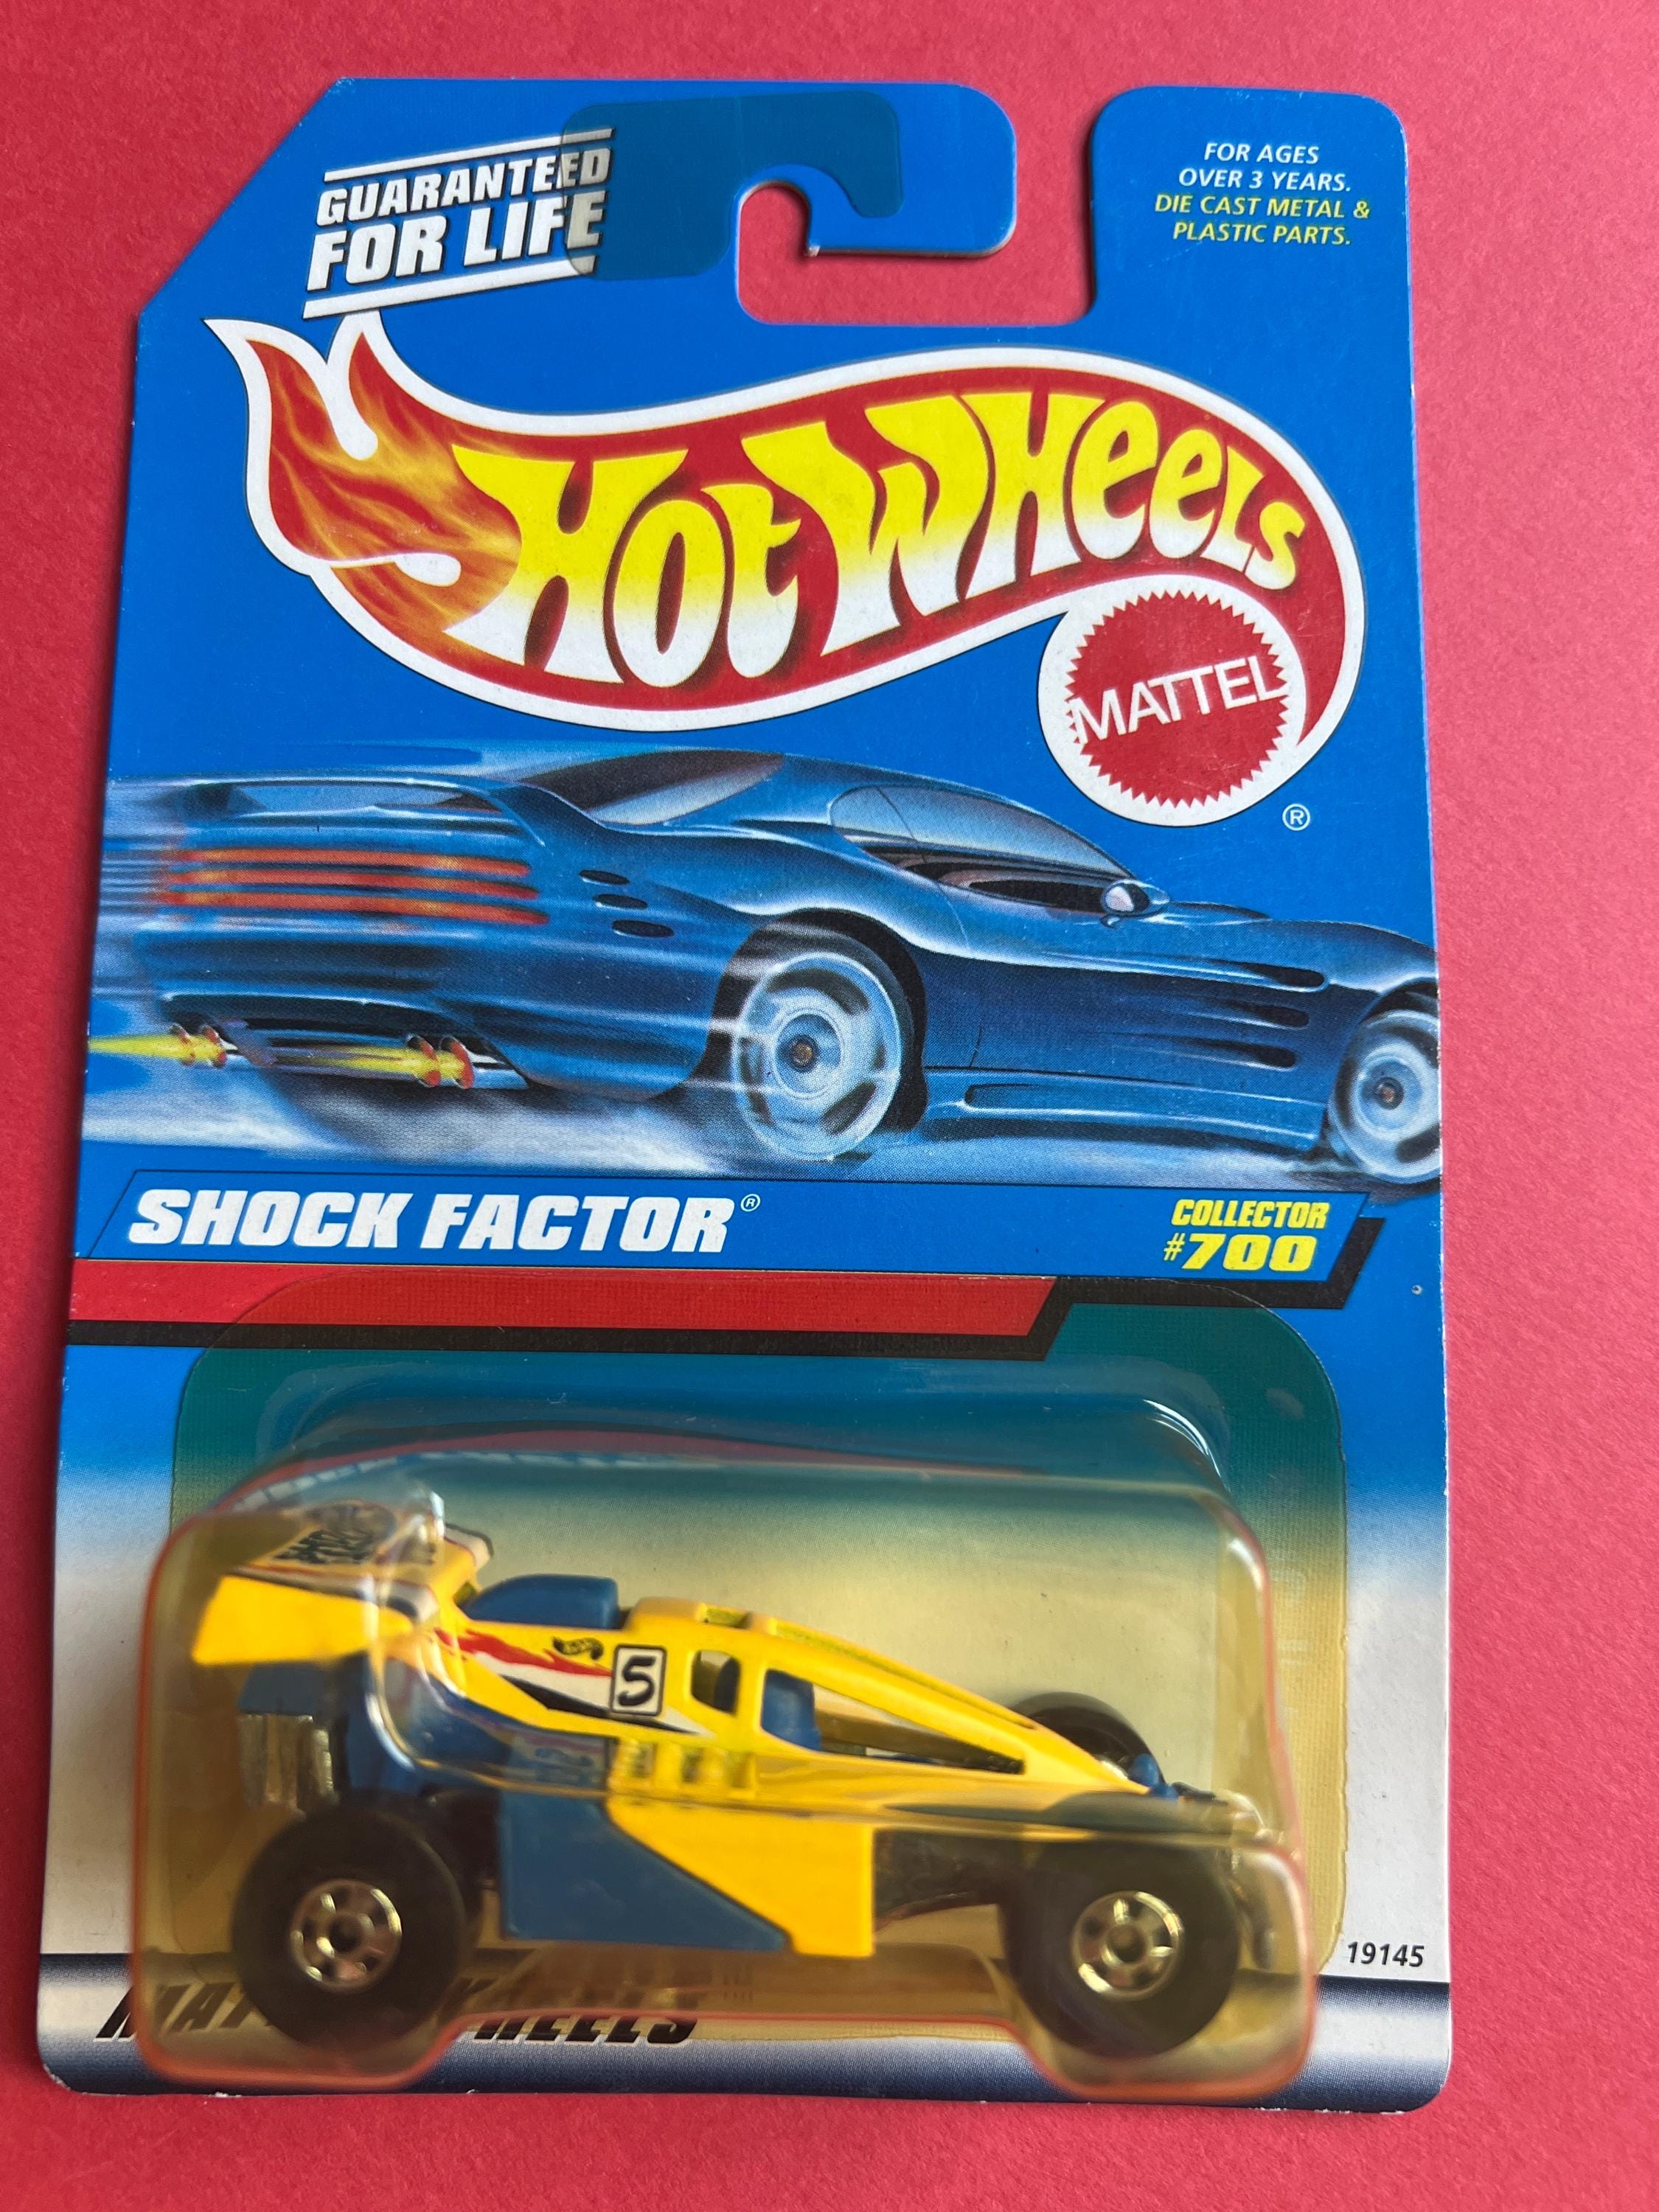 GUARANTEED
FOR LIFE
FOR AGES
OVER 3 YEARS.
DIE CAST METAL &
PLASTIC PARTS.
HOT WHEELS
MATTEL
®
SHOCK FACTOR®
COLLECTOR
#700
5
19145
WHEELS™